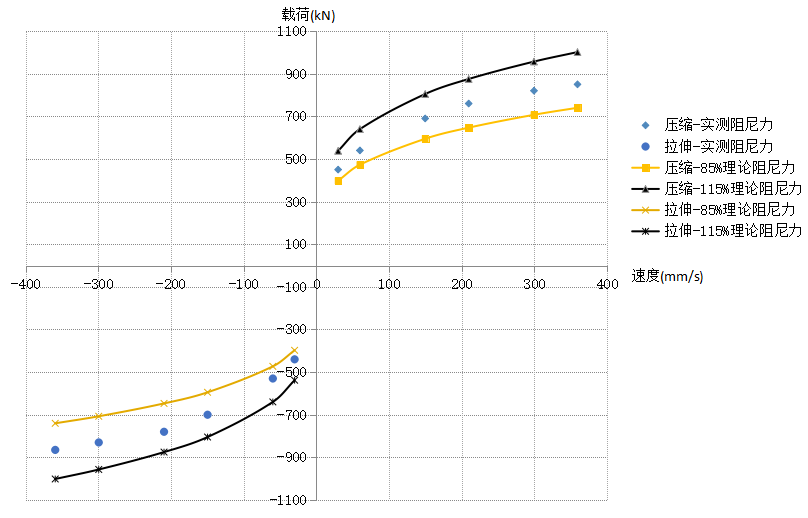 载荷(kN)
1100
900
700
500
300
100
-400 -300 -200 -100 0 100 200 300 400
速度(mm/s)
-100
-300
-500
-700
-900
-1100
压缩-实测阻尼力
拉伸-实测阻尼力
压缩-85%理论阻尼力
压缩-115%理论阻尼力
拉伸-85%理论阻尼力
拉伸-115%理论阻尼力